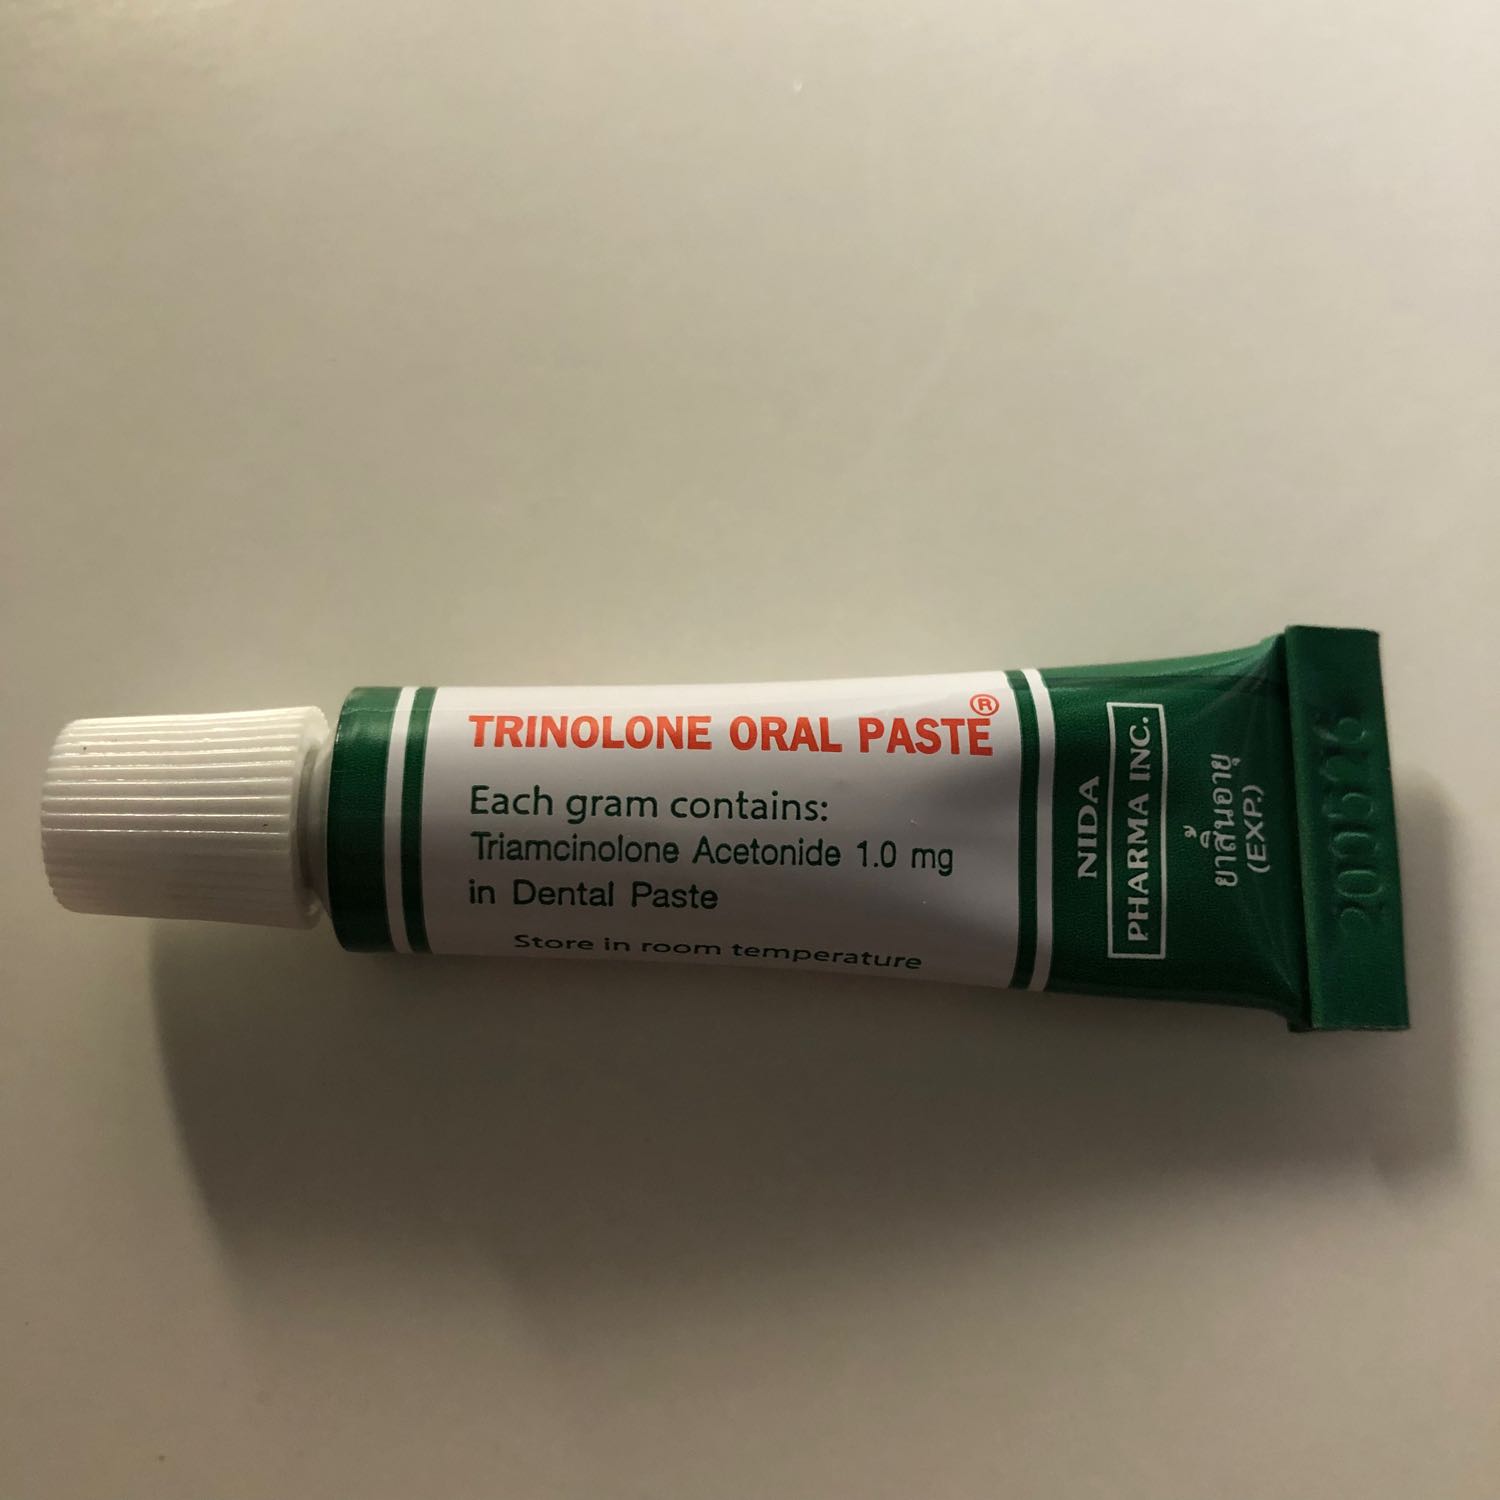 TRINOLONE ORAL PASTE®
Each gram contains:
Triamcinolone Acetonide 1.0 mg
in Dental Paste
Store in room temperature
NIDA
PHARMA INC.
ยาสิ้นอายุ
(EXP.)
200526